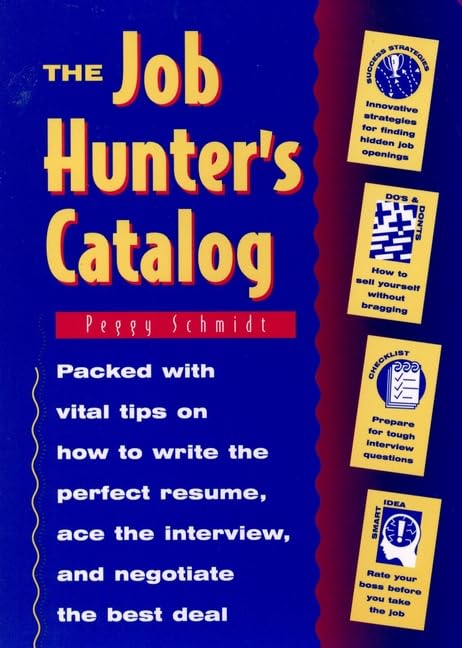 THE Job
Hunter's
Catalog
Peggy Schmidt
Packed with
vital tips on
how to write the
perfect resume,
ace the interview,
and negotiate
the best deal
SUCCESS STRATEGIES
Innovative
strategies
for finding
hidden job
openings
DO'S &
DON'TS
How to
sell yourself
without
bragging
CHECKLIST
Prepare
for tough
interview
questions
SMART IDEA
Rate your
boss before
you take
the job